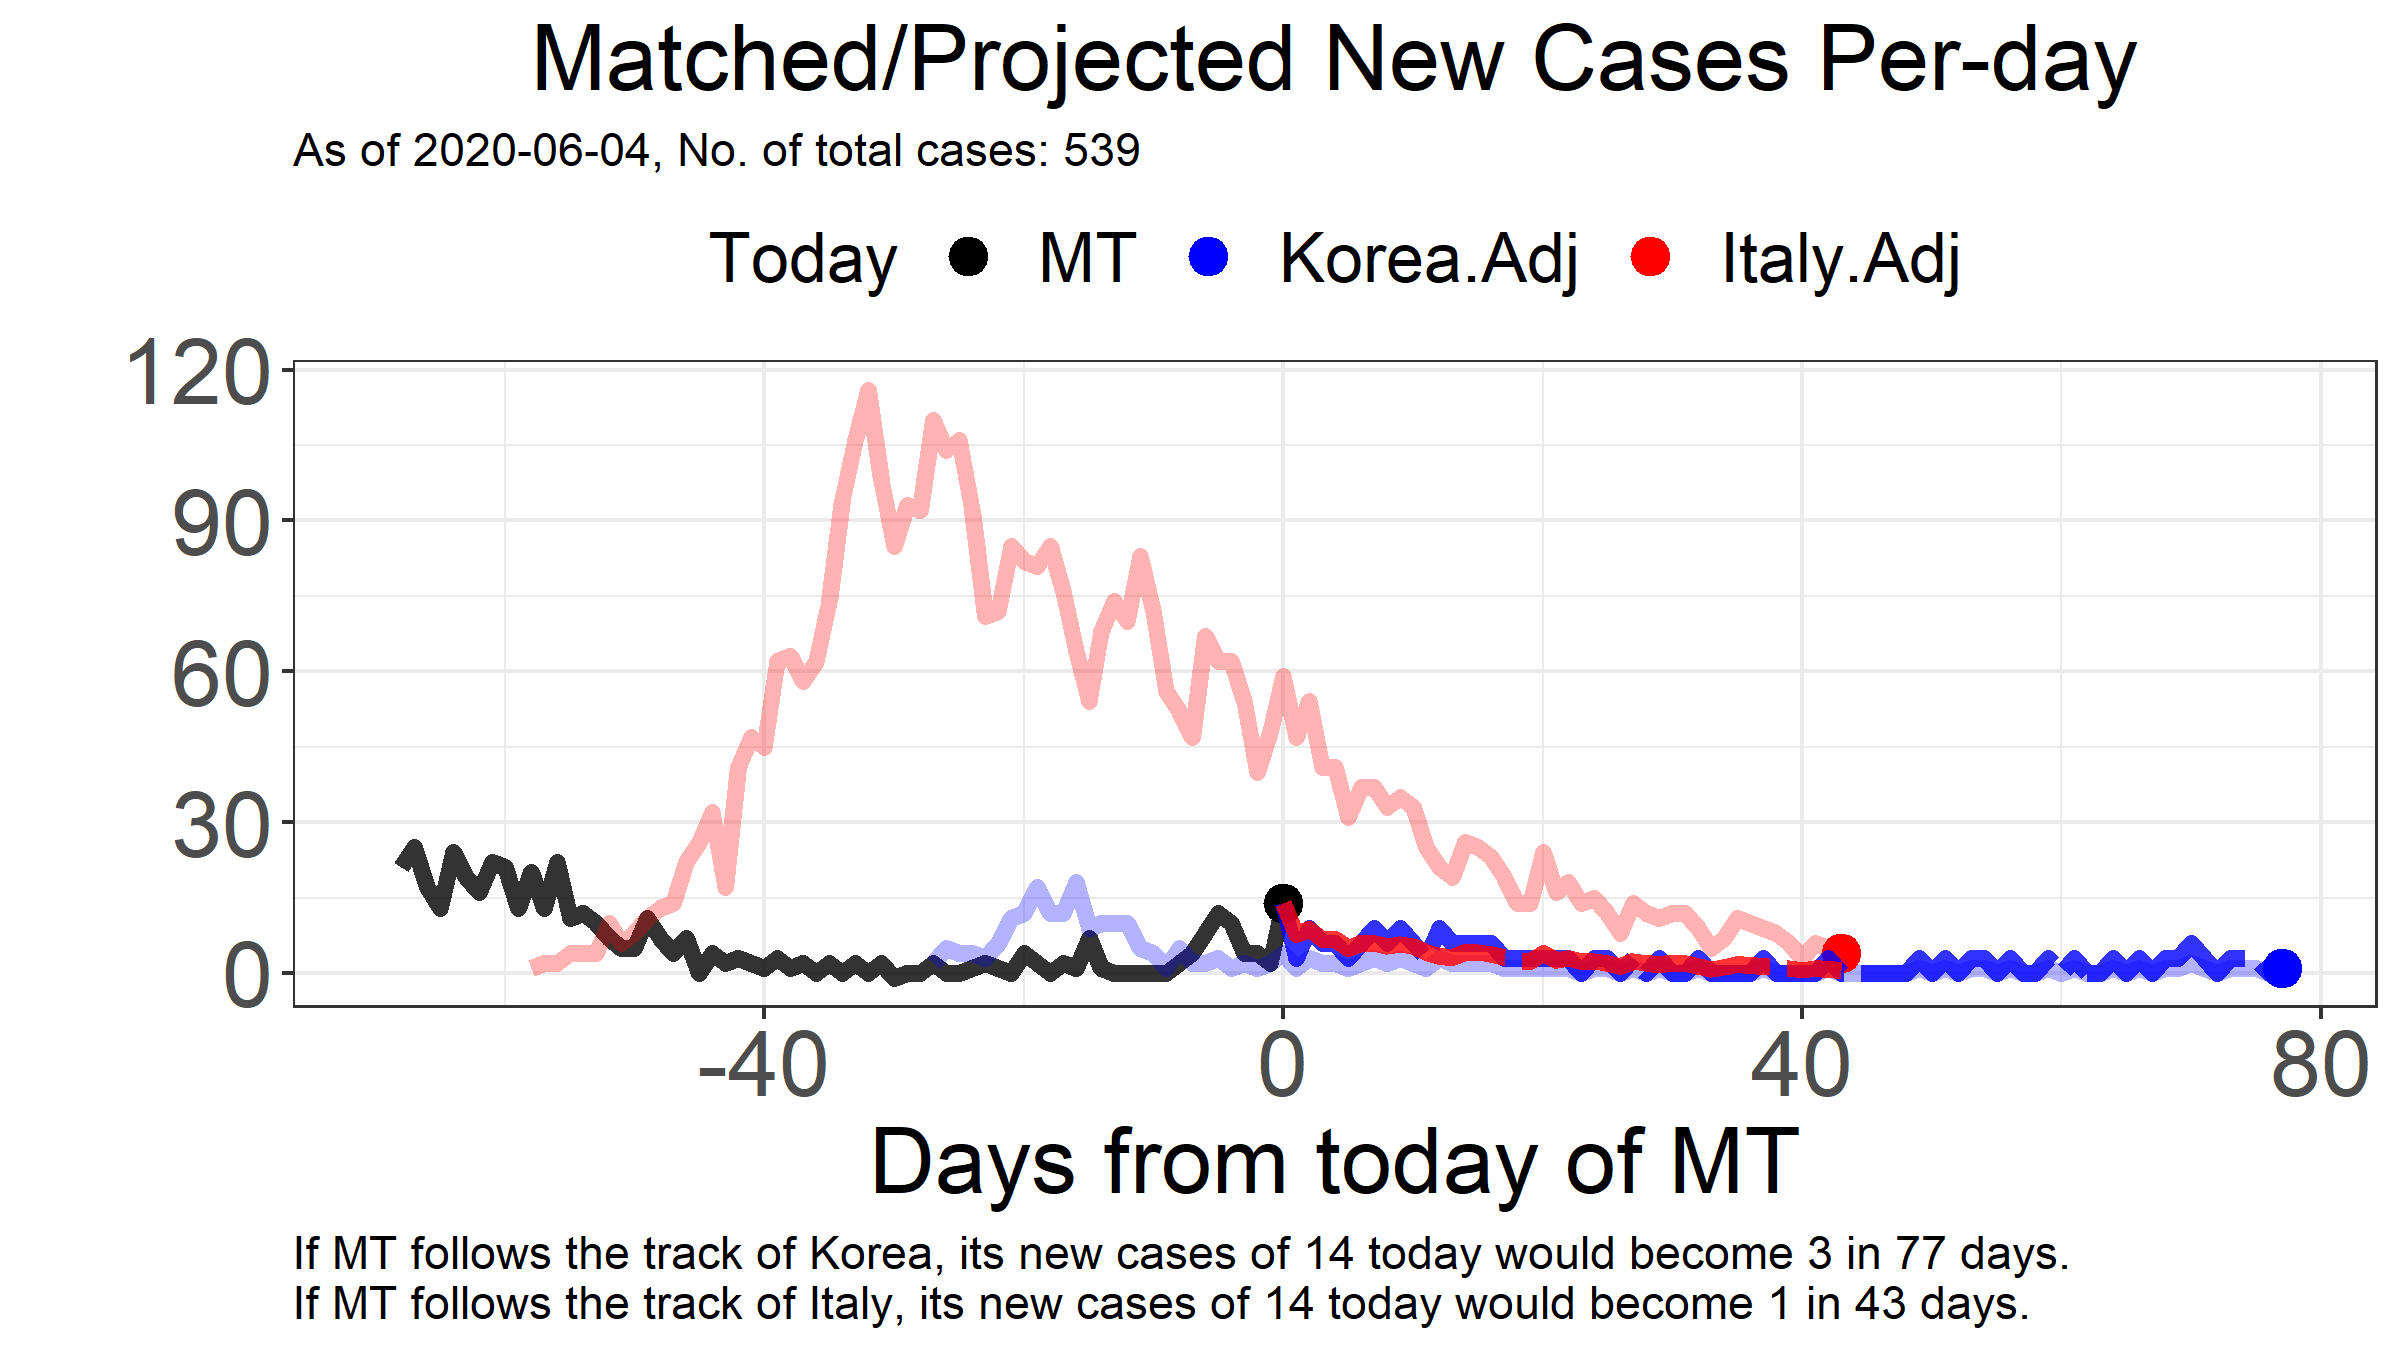 Matched/Projected New Cases Per-day
As of 2020-06-04, No. of total cases: 539
Today MT Korea.Adj Italy.Adj
120
90
60
30
0
-40 0 40 80
Days from today of MT
If MT follows the track of Korea, its new cases of 14 today would become 3 in 77 days.
If MT follows the track of Italy, its new cases of 14 today would become 1 in 43 days.